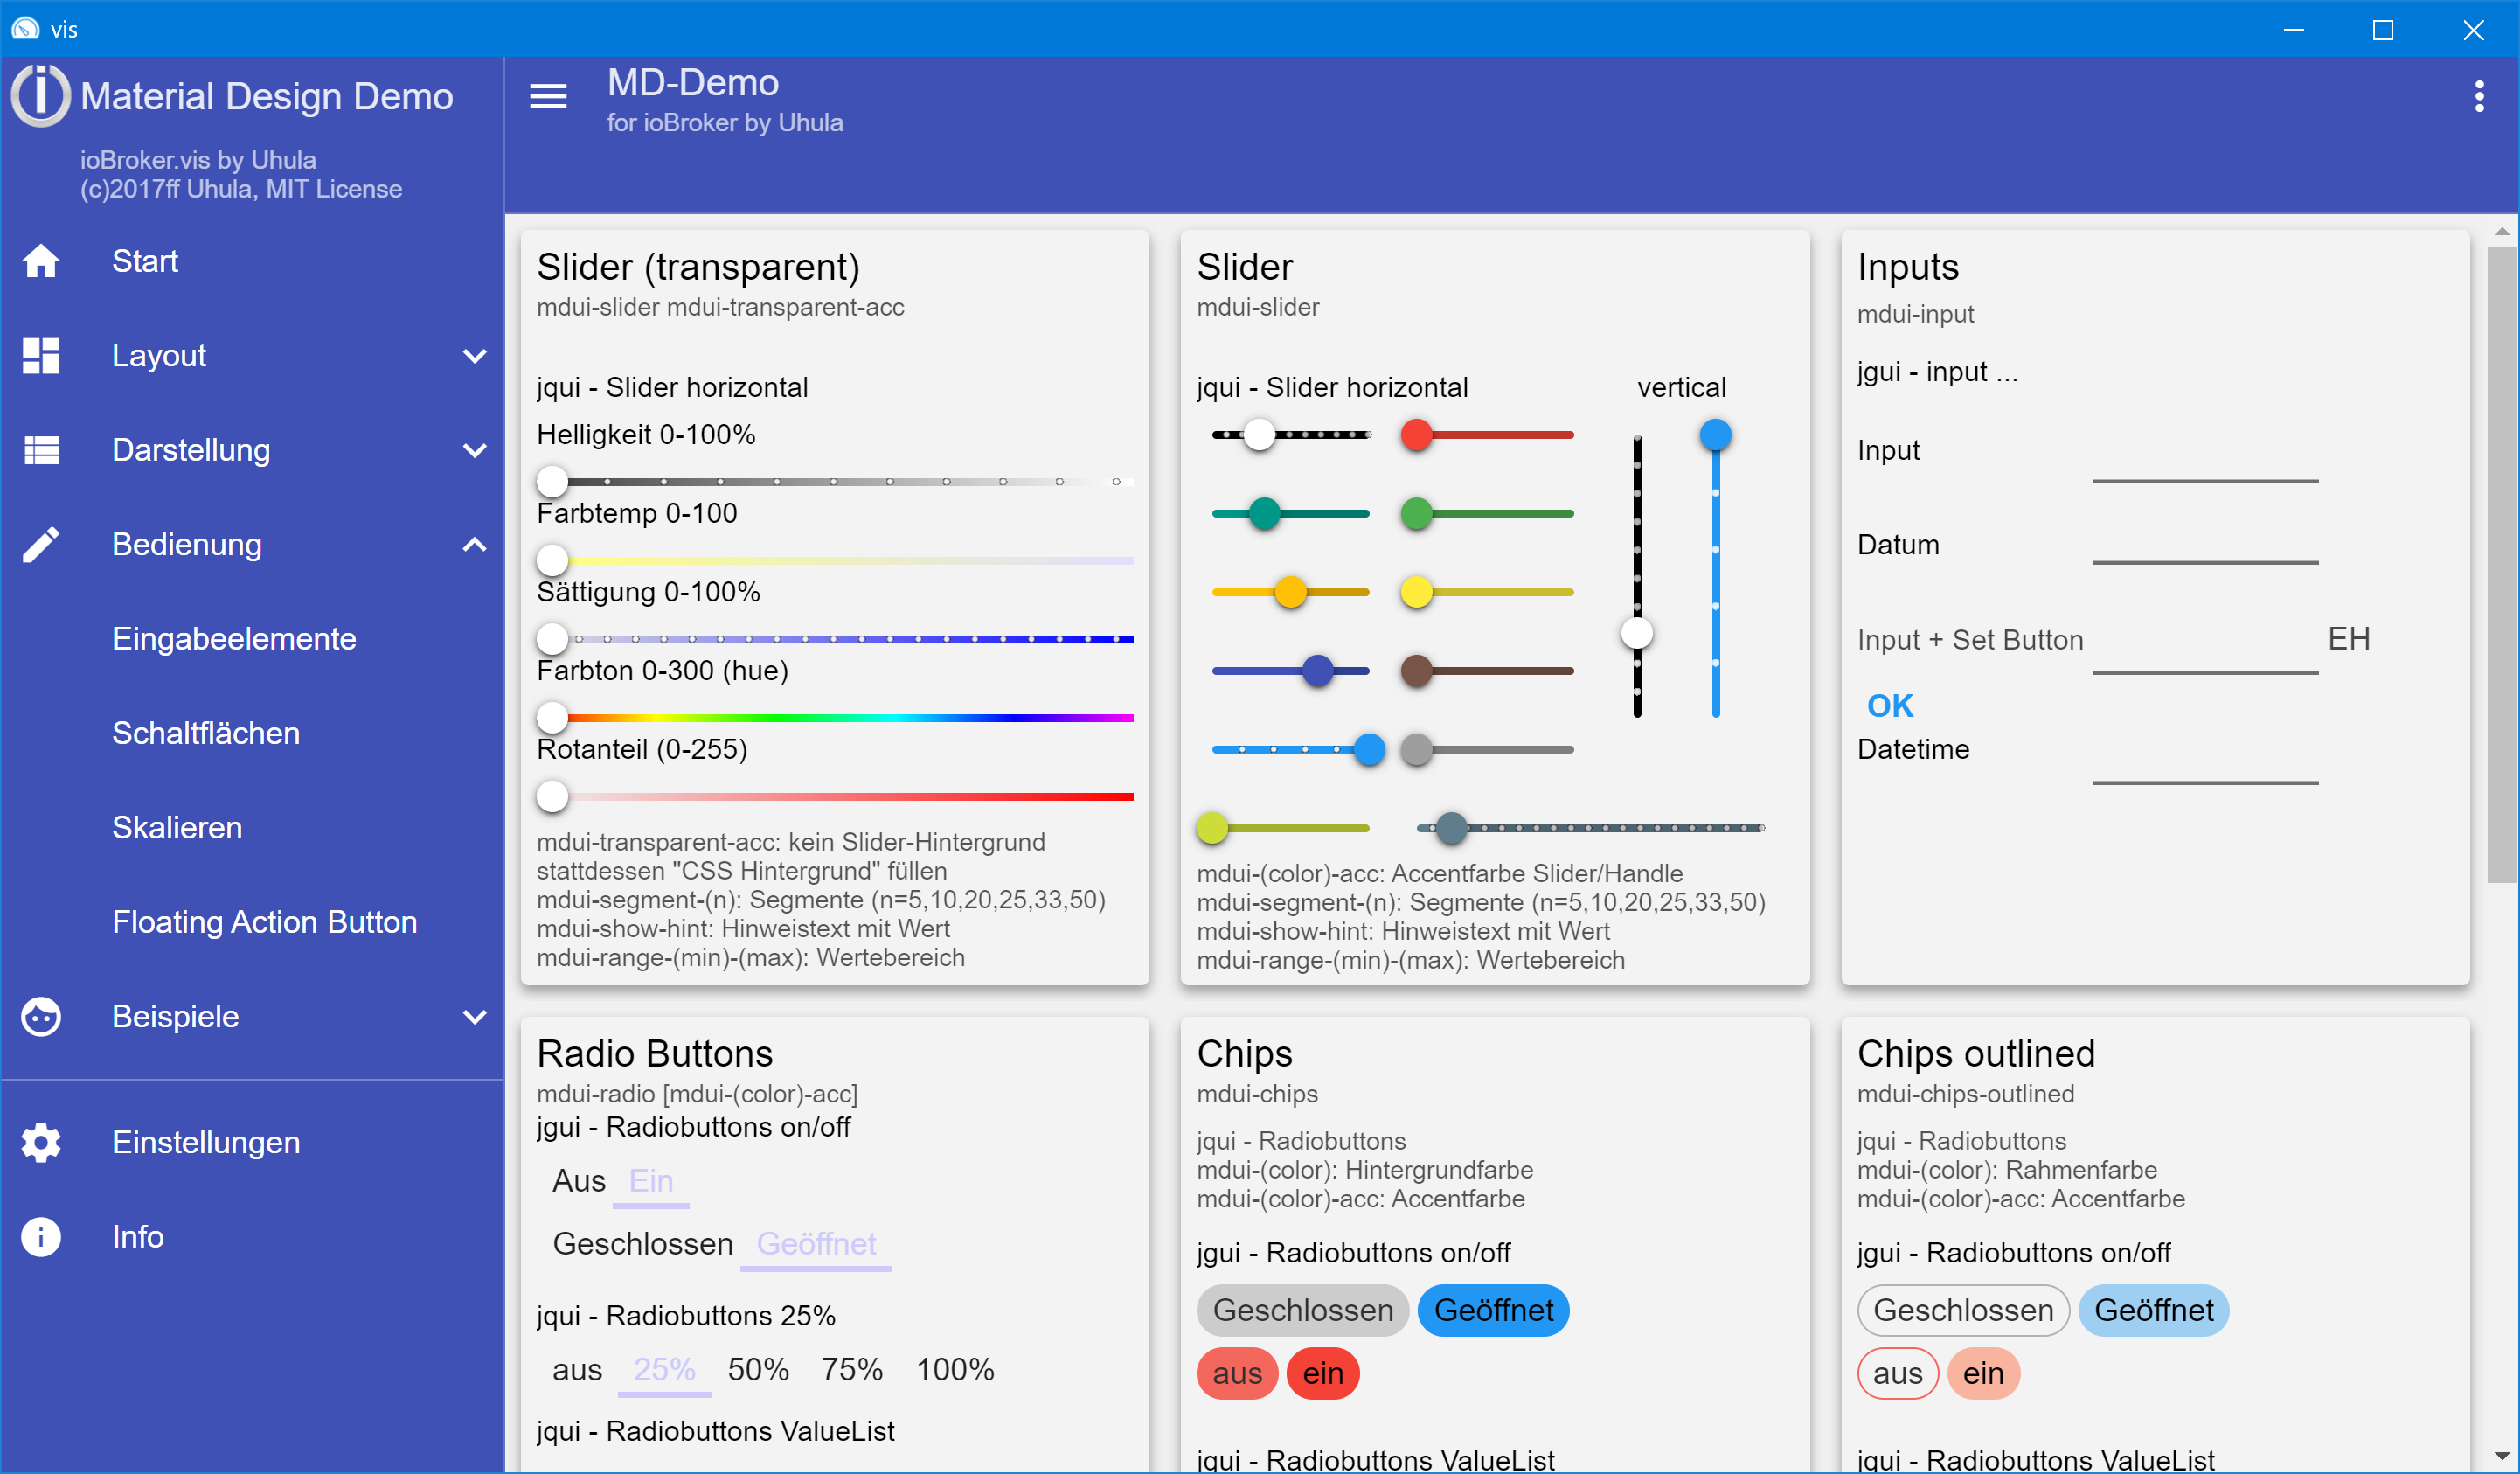 vis
Material Design Demo
ioBroker.vis by Uhula
(c)2017ff Uhula, MIT License
Start
Layout
Darstellung
Bedienung
Eingabeelemente
Schaltflächen
Skalieren
Floating Action Button
Beispiele
Einstellungen
Info
MD-Demo
for ioBroker by Uhula
Slider (transparent)
mdui-slider mdui-transparent-acc
jqui - Slider horizontal
Helligkeit 0-100%
Farbtemp 0-100
Sättigung 0-100%
Farbton 0-300 (hue)
Rotanteil (0-255)
mdui-transparent-acc: kein Slider-Hintergrund
stattdessen "CSS Hintergrund" füllen
mdui-segment-(n): Segmente (n=5,10,20,25,33,50)
mdui-show-hint: Hinweistext mit Wert
mdui-range-(min)-(max): Wertebereich
Slider
mdui-slider
jqui - Slider horizontal vertical
mdui-(color)-acc: Accentfarbe Slider/Handle
mdui-segment-(n): Segmente (n=5,10,20,25,33,50)
mdui-show-hint: Hinweistext mit Wert
mdui-range-(min)-(max): Wertebereich
Inputs
mdui-input
jgui - input ...
Input
Datum
Input + Set Button EH
OK
Datetime
Radio Buttons
mdui-radio [mdui-(color)-acc]
jgui - Radiobuttons on/off
Aus Ein
Geschlossen Geöffnet
jqui - Radiobuttons 25%
aus 25% 50% 75% 100%
jqui - Radiobuttons ValueList
Chips
mdui-chips
jqui - Radiobuttons
mdui-(color): Hintergrundfarbe
mdui-(color)-acc: Accentfarbe
jgui - Radiobuttons on/off
Geschlossen Geöffnet
aus ein
jqui - Radiobuttons ValueList
Chips outlined
mdui-chips-outlined
jqui - Radiobuttons
mdui-(color): Rahmenfarbe
mdui-(color)-acc: Accentfarbe
jgui - Radiobuttons on/off
Geschlossen Geöffnet
aus ein
jqui - Radiobuttons ValueList